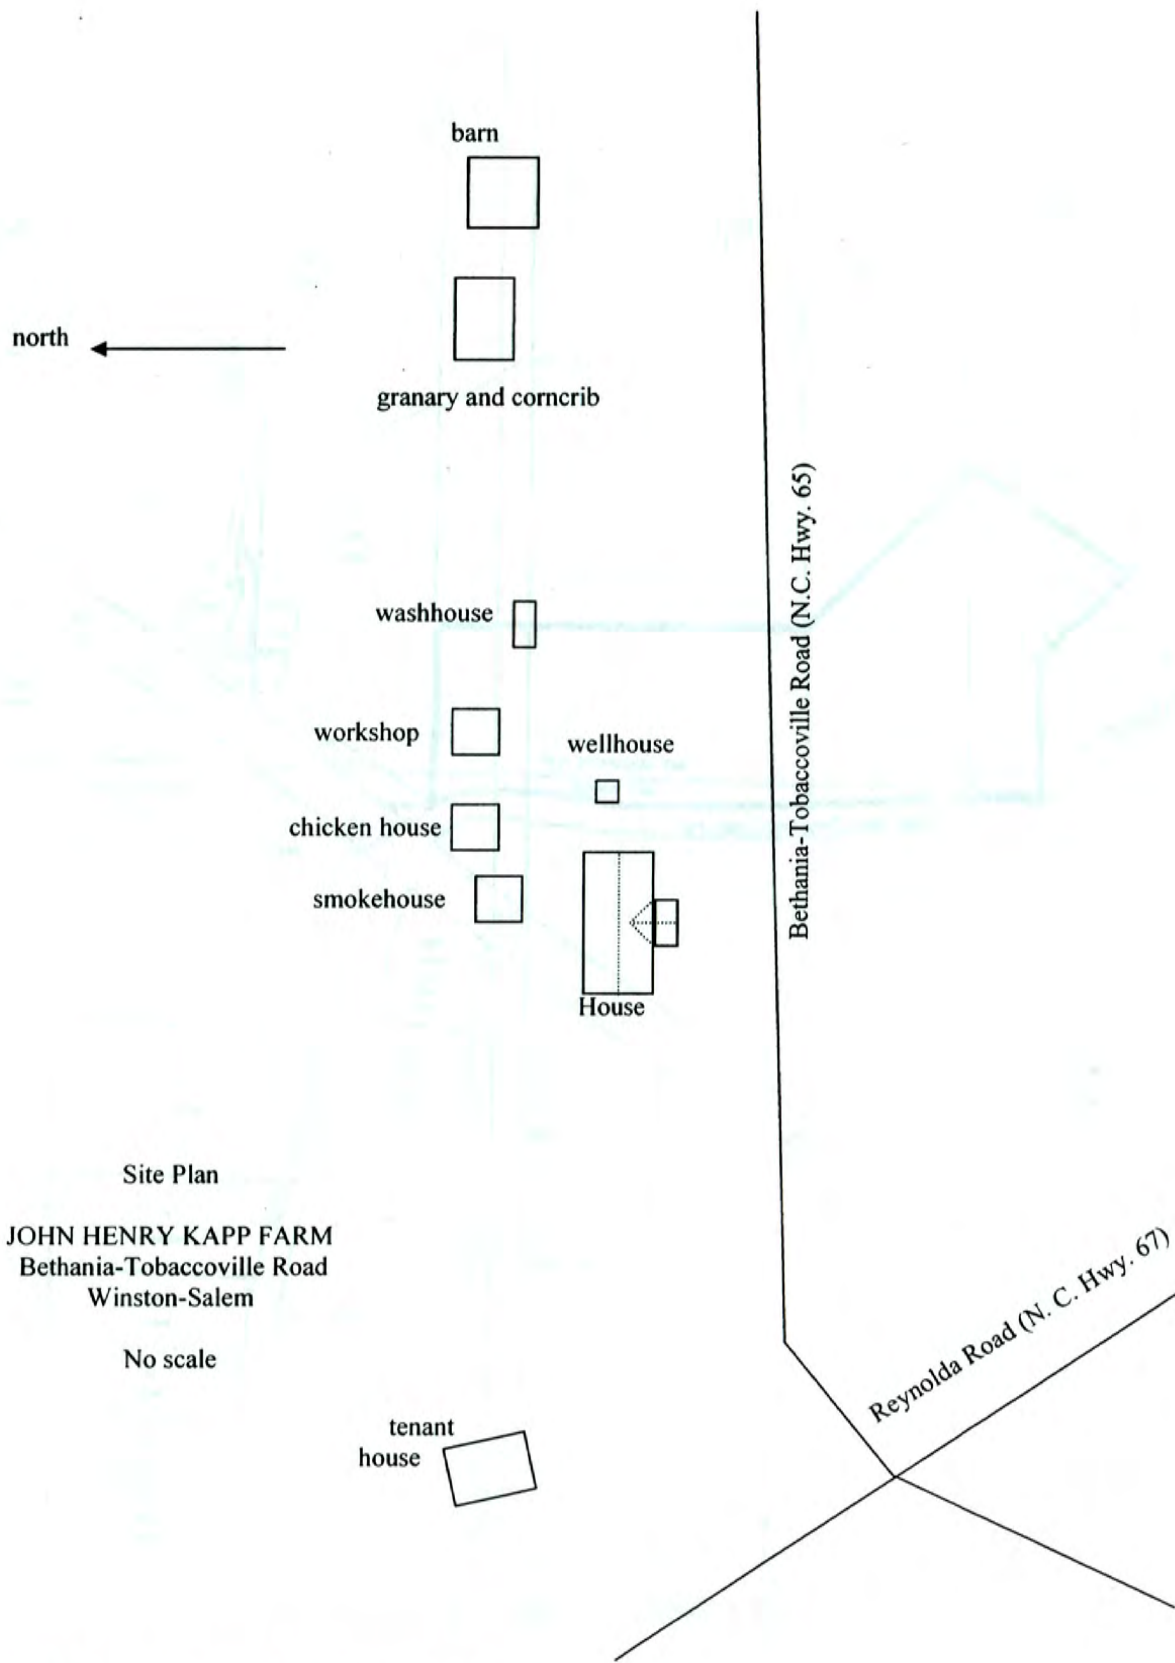 barn
north
granary and corncrib
washhouse
workshop
wellhouse
chicken house
smokehouse
House
Bethania-Tobaccoville Road (N.C. Hwy. 65)
Site Plan
JOHN HENRY KAPP FARM
Bethania-Tobaccoville Road
Winston-Salem
No scale
Reynolda Road (N. C. Hwy. 67)
tenant
house